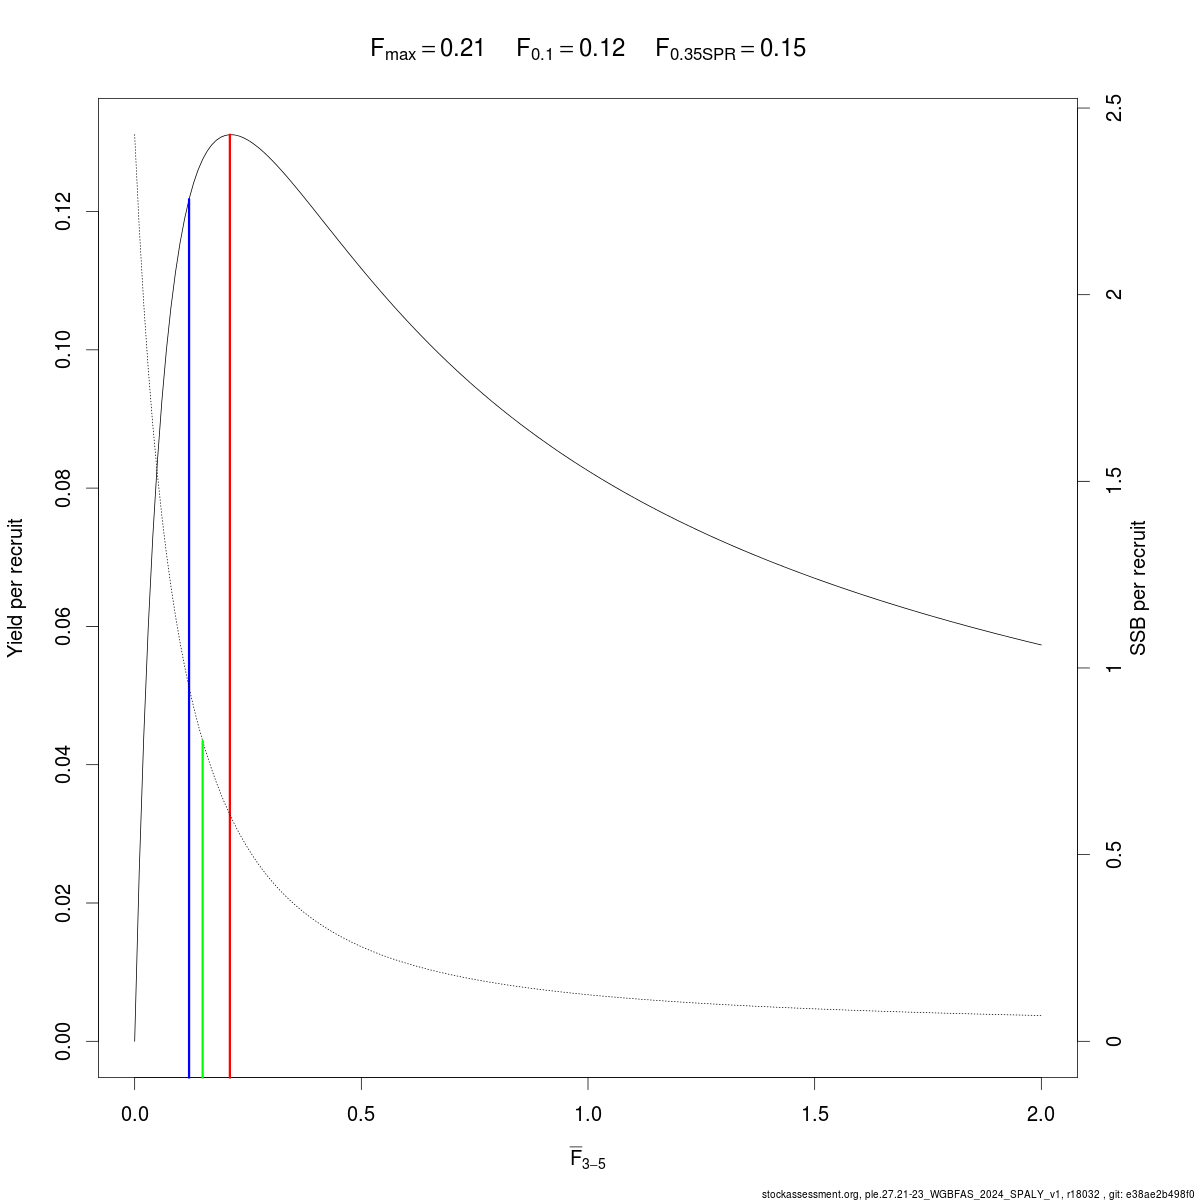 Fmax = 0.21 F0.1 = 0.12 F0.35SPR = 0.15
Yield per recruit
0.00
0.02
0.04
0.06
0.08
0.10
0.12
SSB per recruit
0
0.5
1
1.5
2
2.5
0.0 0.5 1.0 1.5 2.0
F̅3−5
stockassessment.org, ple.27.21-23_WGBFAS_2024_SPALY_v1, r18032 , git: e38ae2b496f0